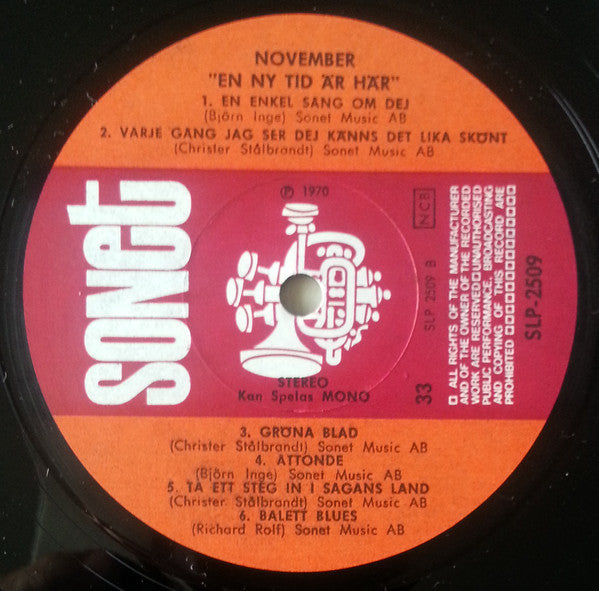 NOVEMBER
"EN NY TID ÄR HÄR"
1. EN ENKEL SÅNG OM DEJ
(Björn Inge) Sonet Music AB
2. VARJE GÅNG JAG SER DEJ KÄNNS DET LIKA SKÖNT
(Christer Stålbrandt) Sonet Music AB
sonet
℗ 1970
NCB
STEREO
Kan Spelas MONO
33
SLP 2509 B
ALL RIGHTS OF THE MANUFACTURER
AND OF THE OWNER OF THE RECORDED
WORK ARE RESERVED UNAUTHORISED
PUBLIC PERFORMANCE, BROADCASTING
AND COPYING OF THIS RECORD ARE
PROHIBITED
SLP-2509
3. GRÖNA BLAD
(Christer Stålbrandt) Sonet Music AB
4. ÅTTONDE
(Björn Inge) Sonet Music AB
5. TA ETT STEG IN I SAGANS LAND
(Christer Stålbrandt) Sonet Music AB
6. BALETT BLUES
(Richard Rolf) Sonet Music AB